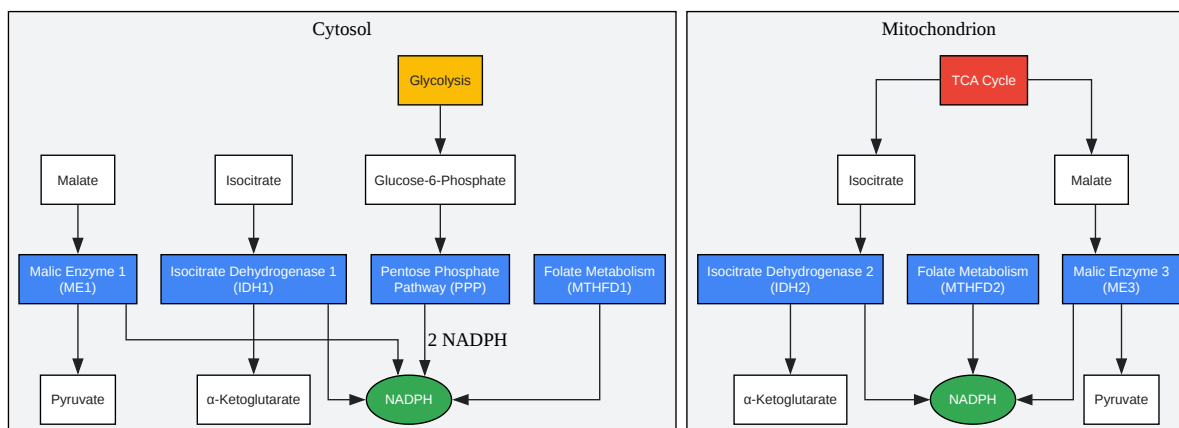 Cytosol
Mitochondrion
Glycolysis
TCA Cycle
Malate
Isocitrate
Glucose-6-Phosphate
Isocitrate
Malate
Malic Enzyme 1
(ME1)
Isocitrate Dehydrogenase 1
(IDH1)
Pentose Phosphate
Pathway (PPP)
Folate Metabolism
(MTHFD1)
Isocitrate Dehydrogenase 2
(IDH2)
Folate Metabolism
(MTHFD2)
Malic Enzyme 3
(ME3)
2 NADPH
Pyruvate
α-Ketoglutarate
NADPH
α-Ketoglutarate
NADPH
Pyruvate